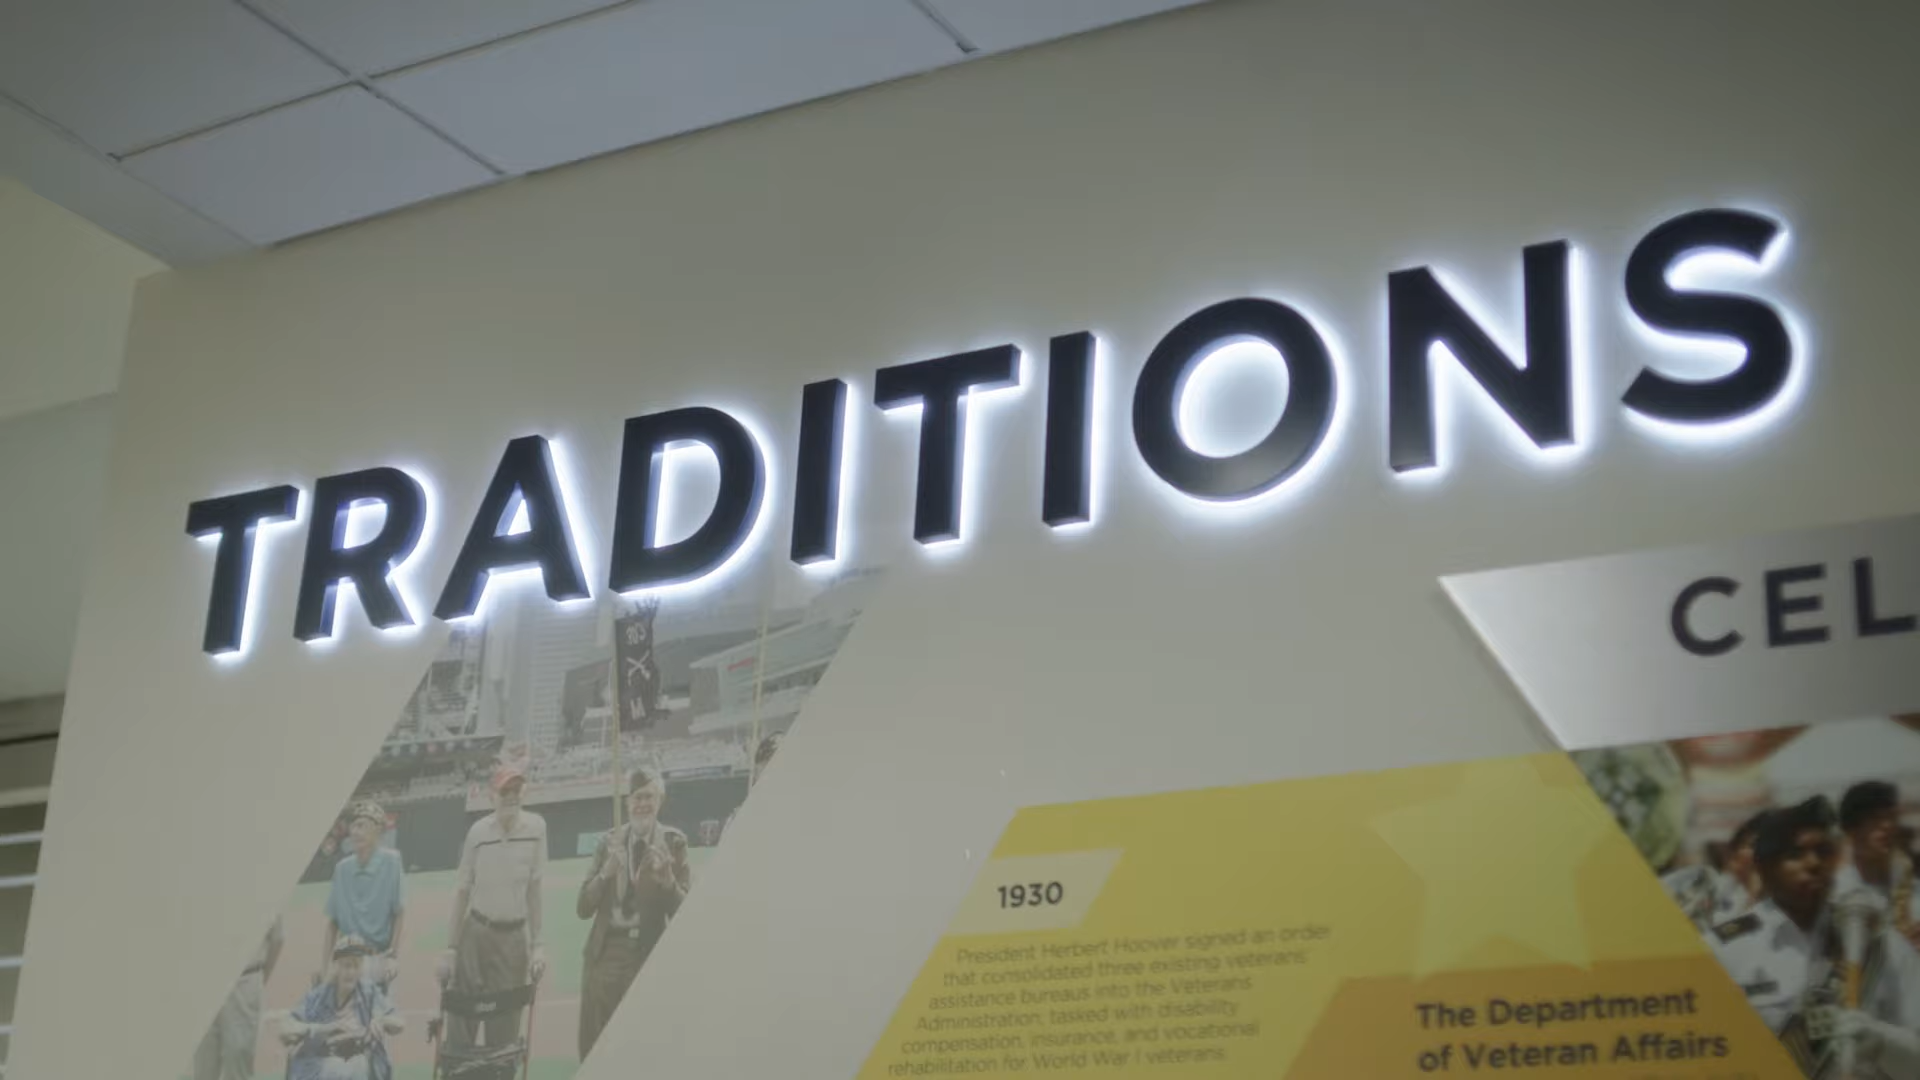 TRADITIONS
CEL
1930
President Herbert Hoover signed an order
that consolidated three existing veterans'
assistance bureaus into the Veterans
Administration, tasked with disability
compensation, insurance, and vocational
rehabilitation for World War I veterans.
The Department
of Veteran Affairs